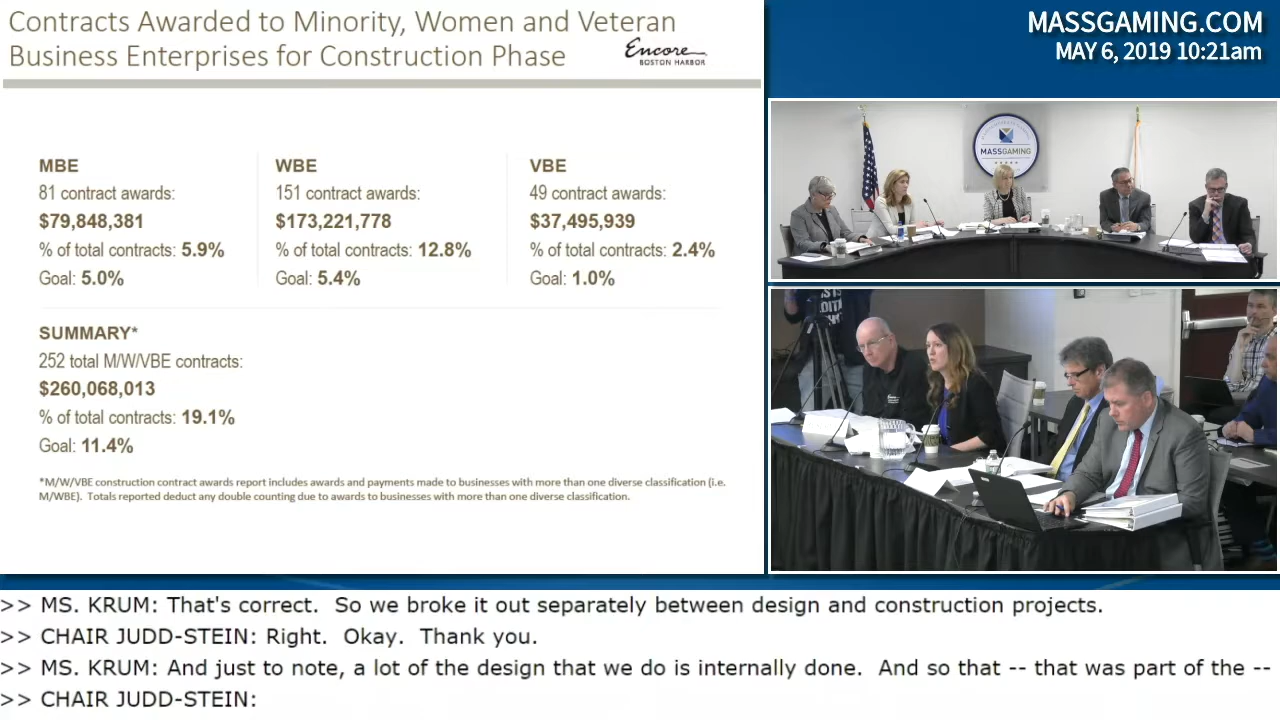 Contracts Awarded to Minority, Women and Veteran
Business Enterprises for Construction Phase
Encore
BOSTON HARBOR
MBE
81 contract awards:
$79,848,381
% of total contracts: 5.9%
Goal: 5.0%
WBE
151 contract awards:
$173,221,778
% of total contracts: 12.8%
Goal: 5.4%
VBE
49 contract awards:
$37,495,939
% of total contracts: 2.4%
Goal: 1.0%
SUMMARY*
252 total M/W/VBE contracts:
$260,068,013
% of total contracts: 19.1%
Goal: 11.4%
*M/W/VBE construction contract awards report includes awards and payments made to businesses with more than one diverse classification (i.e.
M/WBE). Totals reported deduct any double counting due to awards to businesses with more than one diverse classification.
MASSGAMING.COM
MAY 6, 2019 10:21am
MASSGAMING
>> MS. KRUM: That's correct. So we broke it out separately between design and construction projects.
>> CHAIR JUDD-STEIN: Right. Okay. Thank you.
>> MS. KRUM: And just to note, a lot of the design that we do is internally done. And so that -- that was part of the --
>> CHAIR JUDD-STEIN: